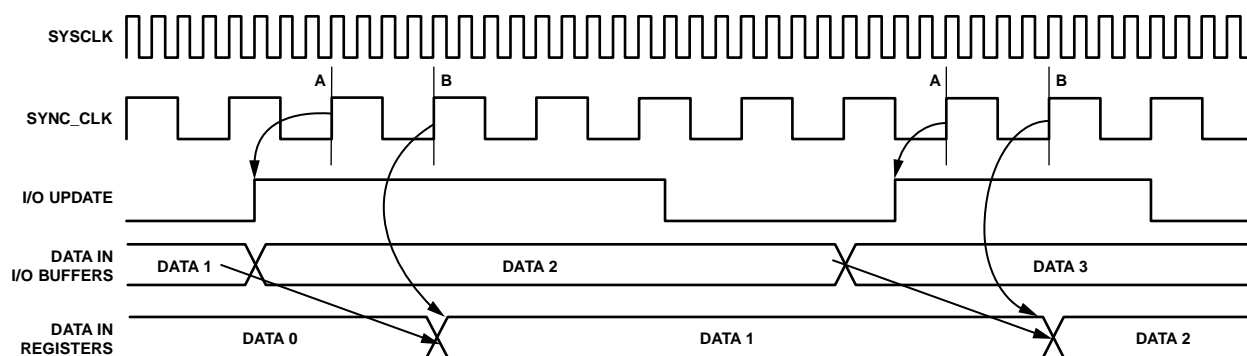 SYSCLK
A B A B
SYNC_CLK
I/O UPDATE
DATA IN
I/O BUFFERS
DATA 1 DATA 2 DATA 3
DATA IN
REGISTERS
DATA 0 DATA 1 DATA 2